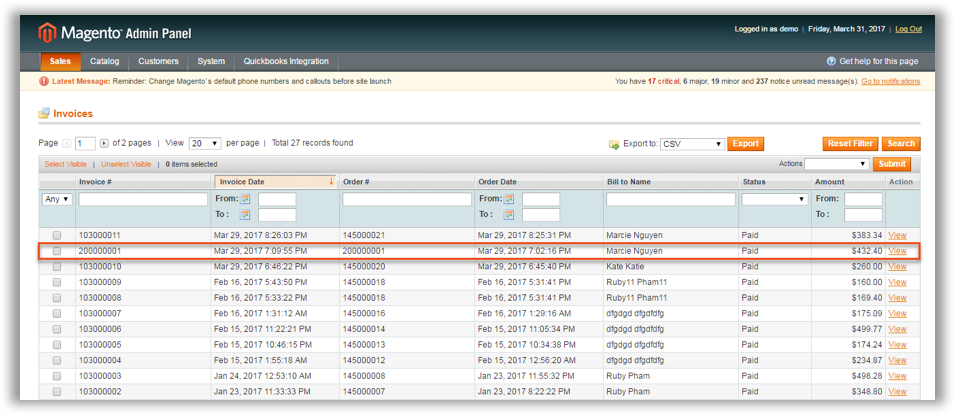 Magento Admin Panel
Logged in as demo | Friday, March 31, 2017 | Log Out
Sales Catalog Customers System Quickbooks Integration Get help for this page
Latest Message: Reminder: Change Magento`s default phone numbers and callouts before site launch You have 17 critical, 6 major, 19 minor and 237 notice unread message(s). Go to notifications
Invoices
Page 1 of 2 pages | View 20 per page | Total 27 records found Export to: CSV Export Reset Filter Search
Select Visible | Unselect Visible | 0 items selected Actions Submit
Invoice # Invoice Date Order # Order Date Bill to Name Status Amount Action
Any From: From: From:
To : To : To :
103000011 Mar 29, 2017 8:26:03 PM 145000021 Mar 29, 2017 8:25:31 PM Marcie Nguyen Paid $383.34 View
200000001 Mar 29, 2017 7:09:55 PM 200000001 Mar 29, 2017 7:02:16 PM Marcie Nguyen Paid $432.40 View
103000010 Mar 29, 2017 6:46:22 PM 145000020 Mar 29, 2017 6:45:40 PM Kate Katie Paid $260.00 View
103000009 Feb 16, 2017 5:43:50 PM 145000018 Feb 16, 2017 5:31:41 PM Ruby11 Pham11 Paid $160.00 View
103000008 Feb 16, 2017 5:33:22 PM 145000018 Feb 16, 2017 5:31:41 PM Ruby11 Pham11 Paid $169.40 View
103000007 Feb 16, 2017 1:31:12 AM 145000016 Feb 16, 2017 1:29:16 AM dfgdgd dfgdfdfg Paid $175.09 View
103000006 Feb 15, 2017 11:22:21 PM 145000014 Feb 15, 2017 11:05:34 PM dfgdgd dfgdfdfg Paid $499.77 View
103000005 Feb 15, 2017 10:46:15 PM 145000013 Feb 15, 2017 10:34:38 PM dfgdgd dfgdfdfg Paid $174.24 View
103000004 Feb 15, 2017 1:55:18 AM 145000012 Feb 15, 2017 12:56:20 AM dfgdgd dfgdfdfg Paid $234.87 View
103000003 Jan 24, 2017 12:53:10 AM 145000008 Jan 23, 2017 11:55:32 PM Ruby Pham Paid $498.28 View
103000002 Jan 23, 2017 11:33:33 PM 145000007 Jan 23, 2017 8:22:22 PM Ruby Pham Paid $348.80 View